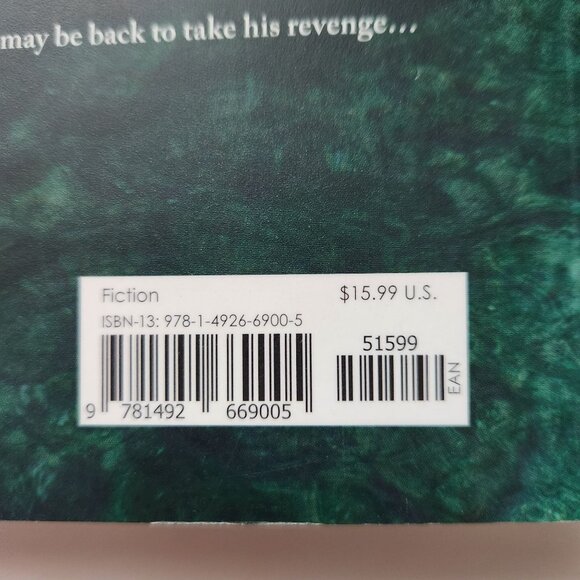 may be back to take his revenge...
Fiction
$15.99 U.S.
ISBN-13: 978-1-4926-6900-5
51599
EAN
9 781492 669005